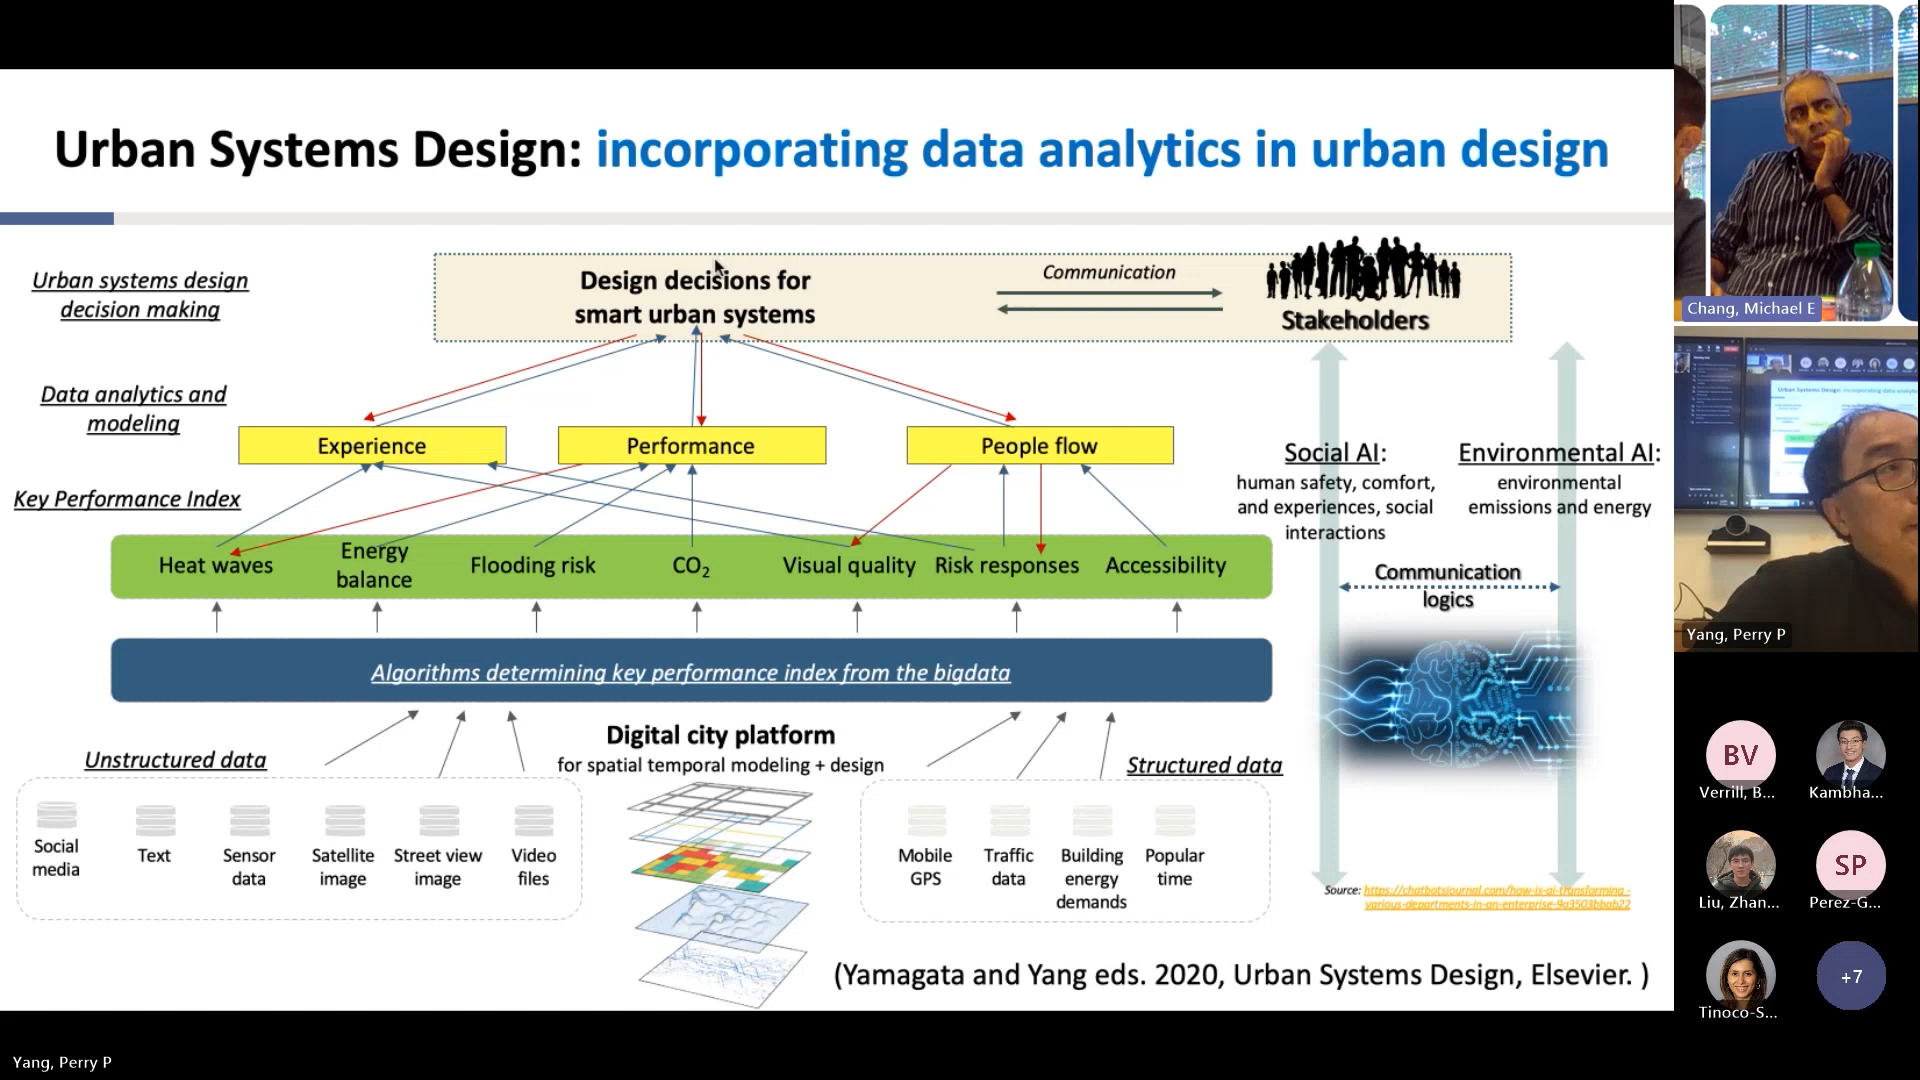 Urban Systems Design: incorporating data analytics in urban design
Urban systems design
decision making
Design decisions for
smart urban systems
Communication
Stakeholders
Data analytics and
modeling
Experience
Performance
People flow
Social AI:
human safety, comfort,
and experiences, social
interactions
Environmental AI:
environmental
emissions and energy
Key Performance Index
Heat waves
Energy
balance
Flooding risk
CO₂
Visual quality
Risk responses
Accessibility
Communication
logics
Algorithms determining key performance index from the bigdata
Unstructured data
Digital city platform
for spatial temporal modeling + design
Structured data
Social
media
Text
Sensor
data
Satellite
image
Street view
image
Video
files
Mobile
GPS
Traffic
data
Building
energy
demands
Popular
time
Source: https://chatbotsjournal.com/how-is-ai-transforming-
various-departments-in-an-enterprise-9a3503bbab22
(Yamagata and Yang eds. 2020, Urban Systems Design, Elsevier. )
Chang, Michael E
Urban Systems Design: incorporating data
Yang, Perry P
BV
Verrill, B...
Kambha...
Liu, Zhan...
SP
Perez-G...
Tinoco-S...
+7
Yang, Perry P